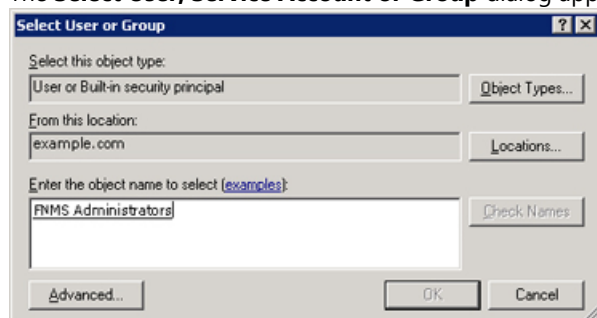 The Select User, Service Account or Group dialog app
Select User or Group
Select this object type:
User or Built-in security principal
Object Types...
From this location:
example.com
Locations...
Enter the object name to select (examples):
FNMS Administrators
Check Names
Advanced...
OK
Cancel